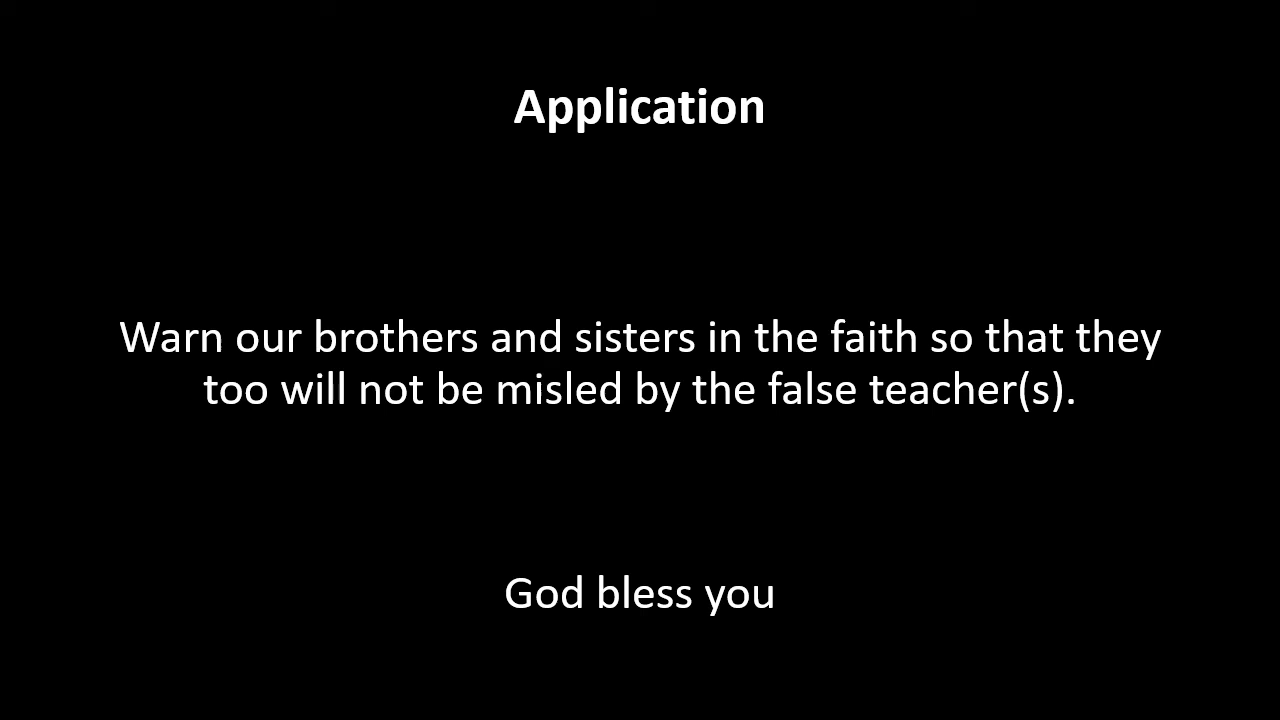 Application
Warn our brothers and sisters in the faith so that they
too will not be misled by the false teacher(s).
God bless you